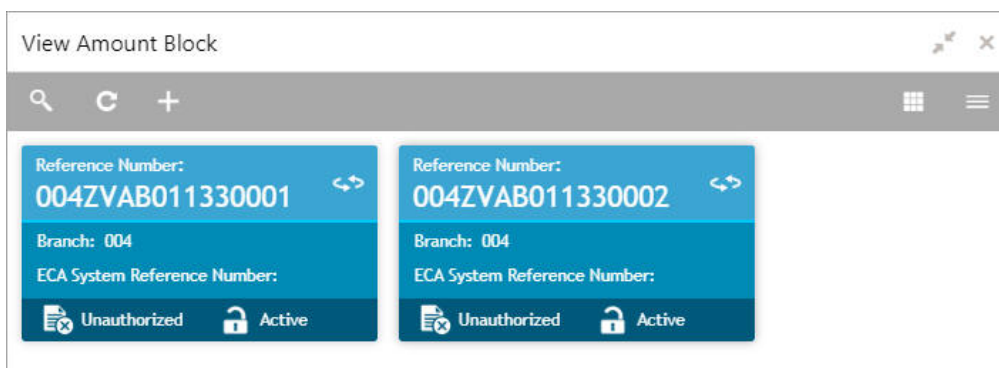 View Amount Block
Reference Number:
004ZVAB011330001
Branch: 004
ECA System Reference Number:
Unauthorized Active
Reference Number:
004ZVAB011330002
Branch: 004
ECA System Reference Number:
Unauthorized Active